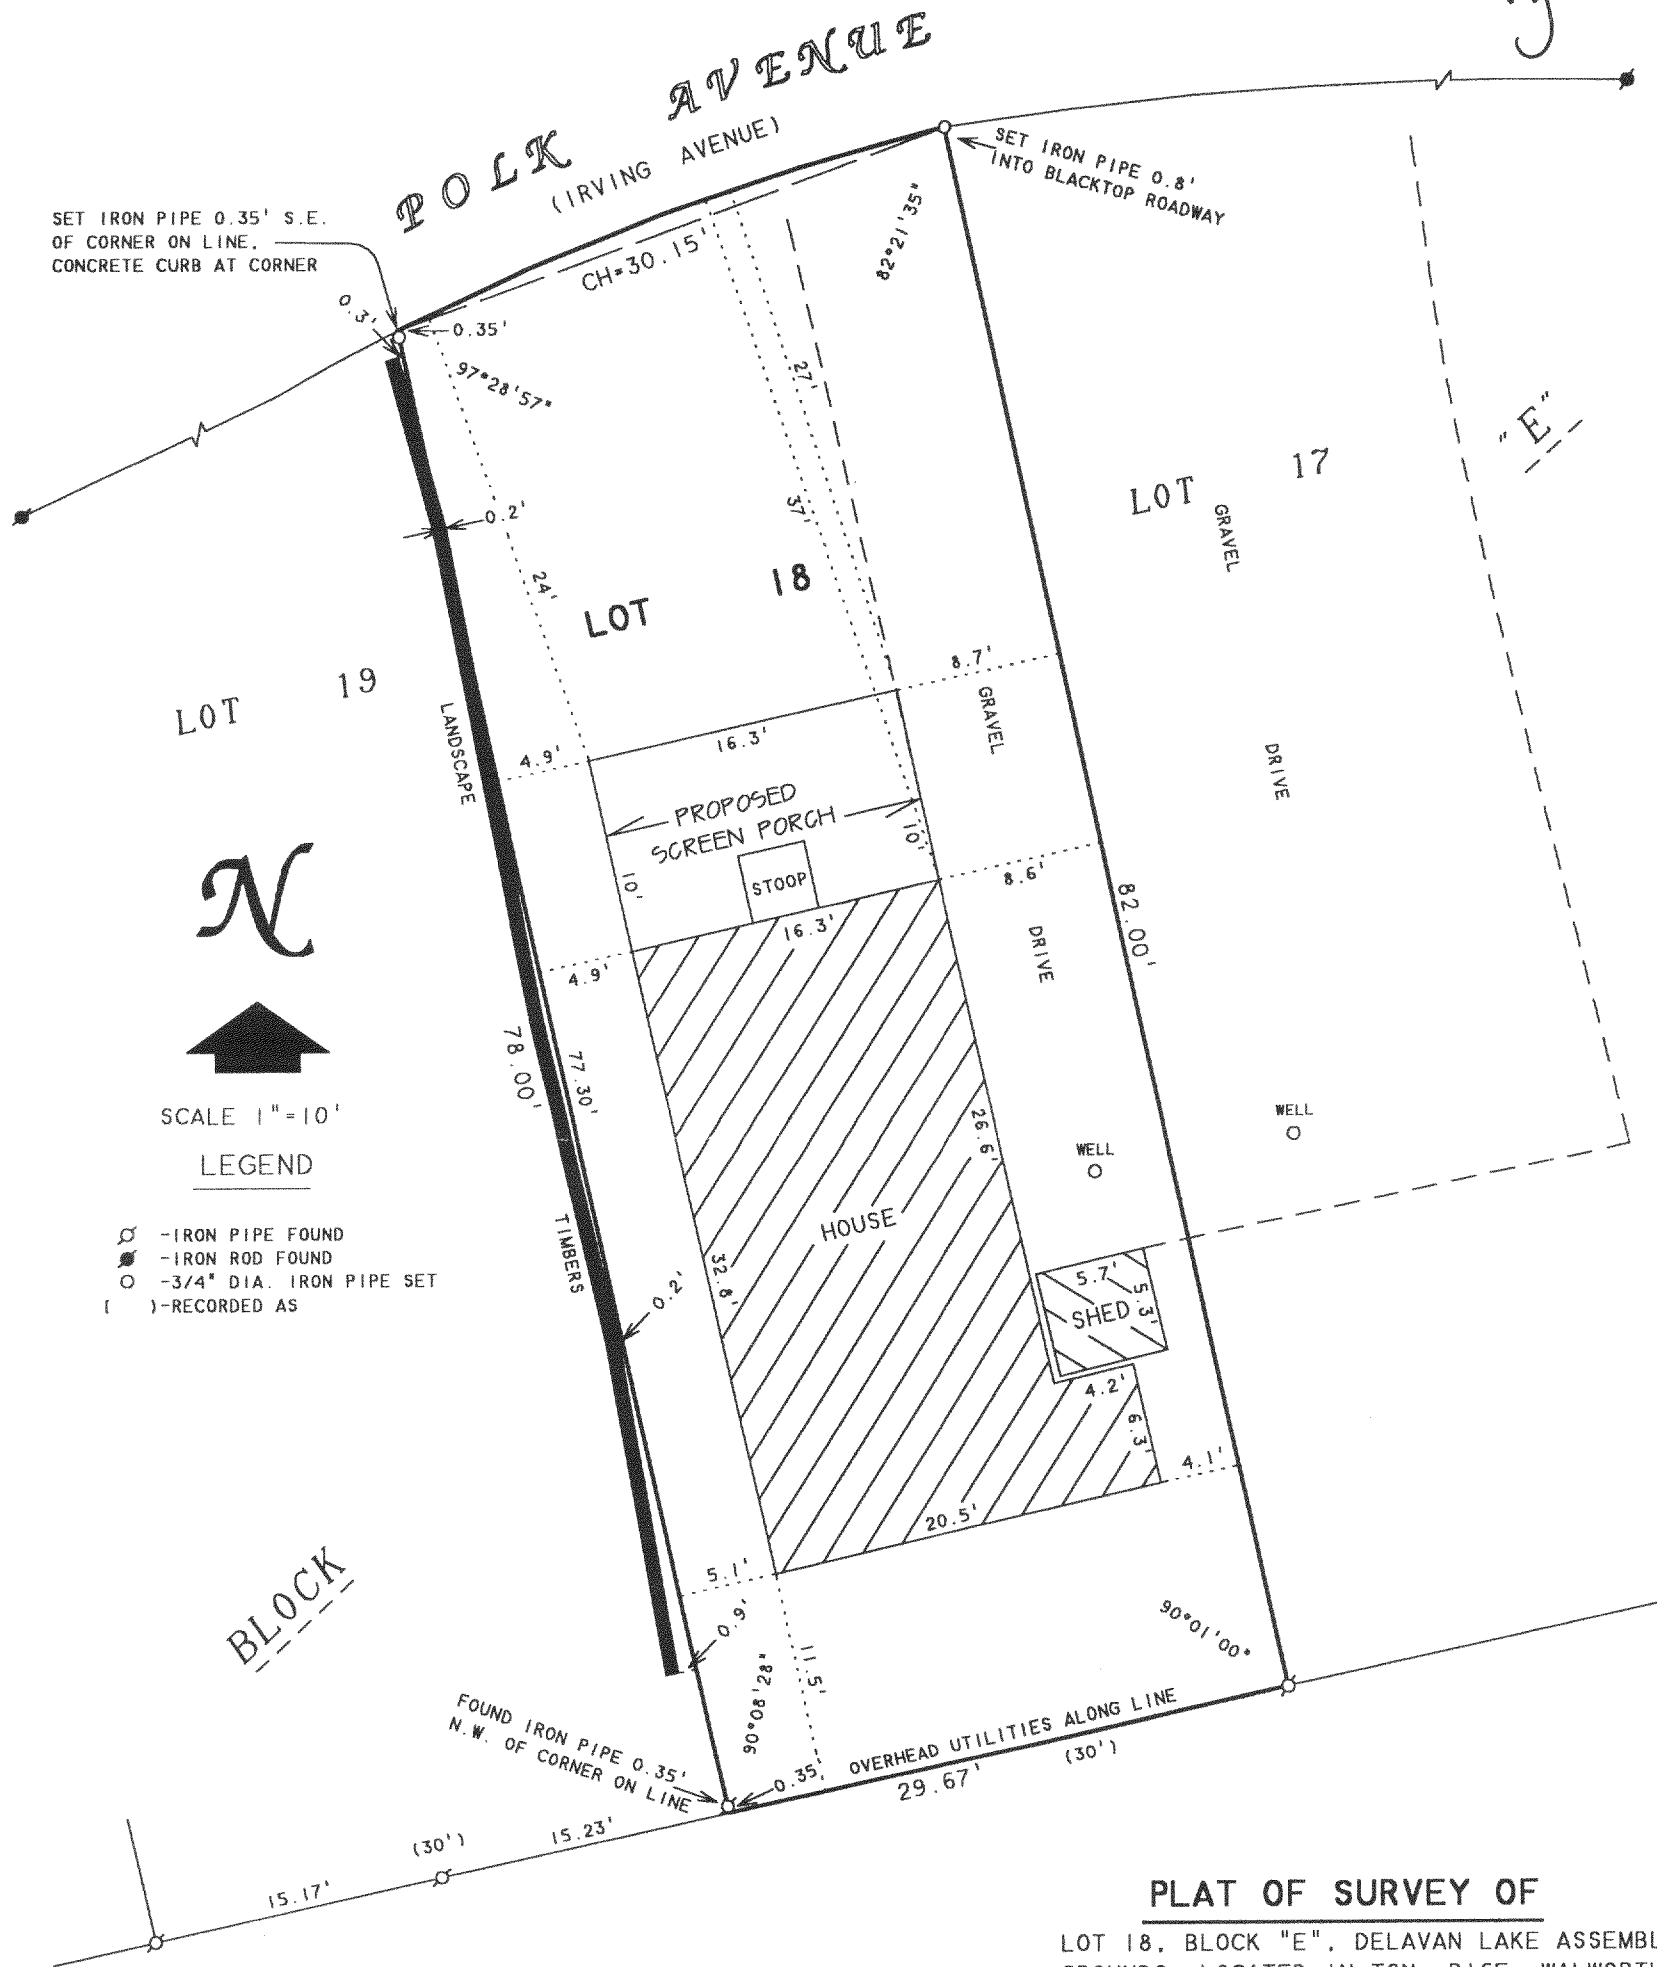 POLK AVENUE
(IRVING AVENUE)
SET IRON PIPE 0.8'
INTO BLACKTOP ROADWAY
SET IRON PIPE 0.35' S.E.
OF CORNER ON LINE.
CONCRETE CURB AT CORNER
CH=30.15'
82°21'35"
0.3'
0.35'
97°28'57"
27'
37'
"E"
LOT 17
GRAVEL
DRIVE
0.2'
24'
LOT 18
LOT 19
8.7'
16.3'
4.9'
LANDSCAPE
GRAVEL
PROPOSED
SCREEN PORCH
10'
10'
STOOP
8.6'
16.3'
4.9'
DRIVE
82.00'
N
78.00'
77.30'
SCALE 1"=10'
LEGEND
-IRON PIPE FOUND
-IRON ROD FOUND
-3/4" DIA. IRON PIPE SET
( )-RECORDED AS
26.6'
WELL
WELL
HOUSE
TIMBERS
32.8'
0.2'
5.7'
5.3'
SHED
4.2'
6.3'
4.1'
20.5'
5.1'
0.9'
11.5'
90°08'28"
90°01'00"
BLOCK
FOUND IRON PIPE 0.35'
N.W. OF CORNER ON LINE
0.35'
OVERHEAD UTILITIES ALONG LINE
29.67'
(30')
(30')
15.23'
15.17'
PLAT OF SURVEY OF
LOT 18, BLOCK "E", DELAVAN LAKE ASSEMBL